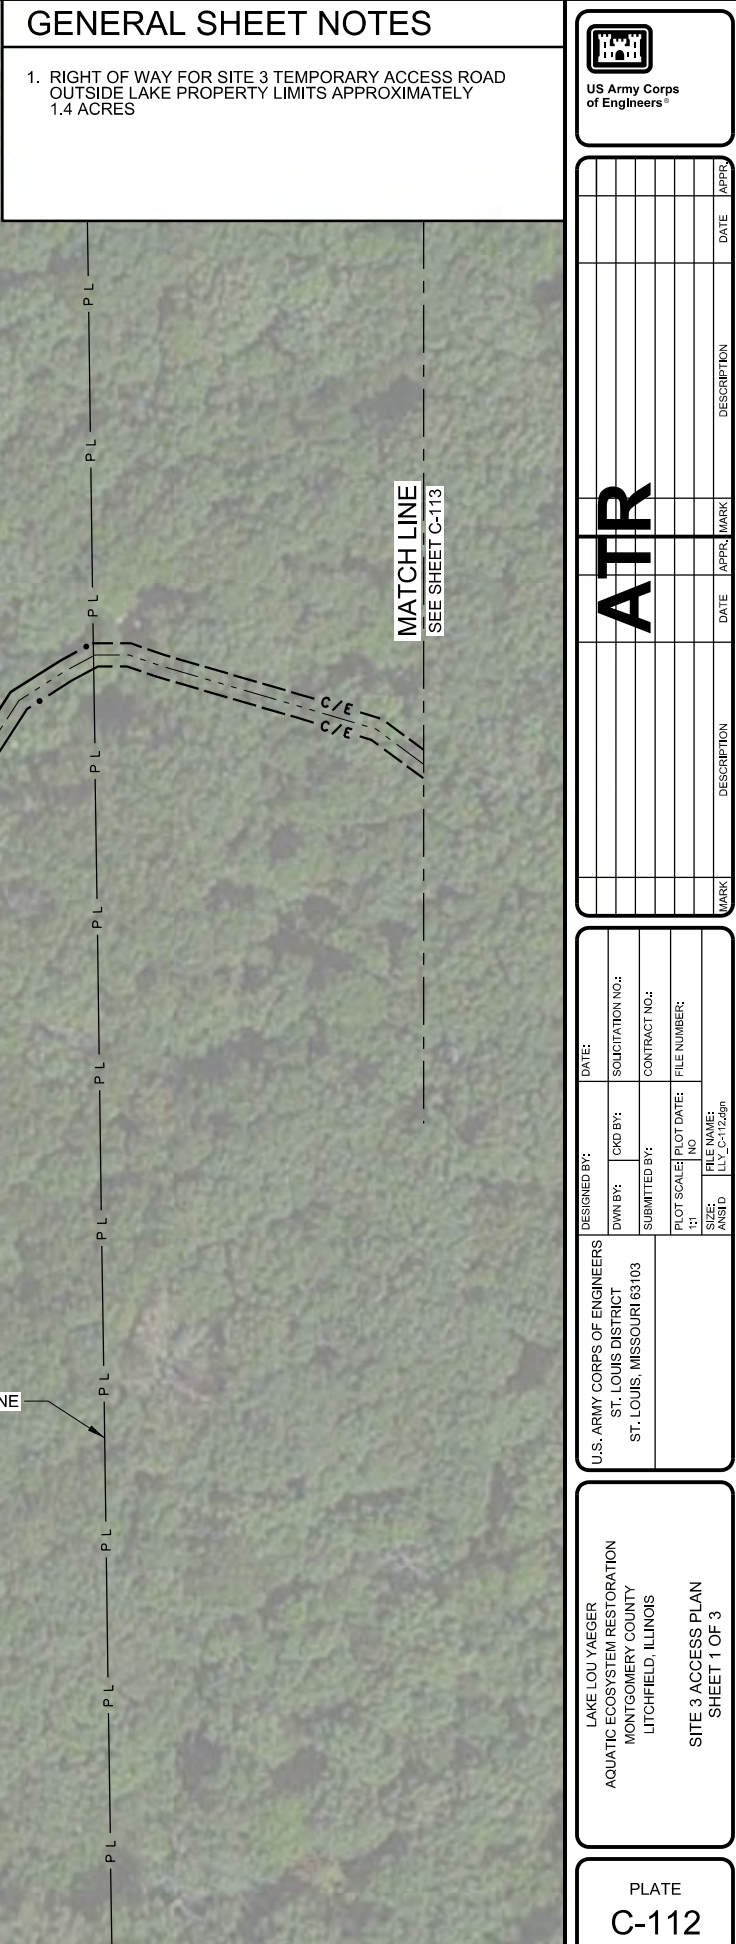 GENERAL SHEET NOTES
1. RIGHT OF WAY FOR SITE 3 TEMPORARY ACCESS ROAD
OUTSIDE LAKE PROPERTY LIMITS APPROXIMATELY
1.4 ACRES
P L
P L
P L
P L
P L
P L
P L
P L
P L
P L
P L
MATCH LINE
SEE SHEET C-113
C/E
C/E
NE
US Army Corps
of Engineers®
APPR.
DATE
DESCRIPTION
MARK
APPR.
DATE
DESCRIPTION
MARK
ATR
DATE:
SOLICITATION NO.:
CONTRACT NO.:
FILE NUMBER:
DESIGNED BY:
DWN BY:
CKD BY:
SUBMITTED BY:
PLOT SCALE:
1:1
PLOT DATE:
NO
SIZE:
ANSI D
FILE NAME:
LLY_C-112.dgn
U.S. ARMY CORPS OF ENGINEERS
ST. LOUIS DISTRICT
ST. LOUIS, MISSOURI 63103
LAKE LOU YAEGER
AQUATIC ECOSYSTEM RESTORATION
MONTGOMERY COUNTY
LITCHFIELD, ILLINOIS
SITE 3 ACCESS PLAN
SHEET 1 OF 3
PLATE
C-112